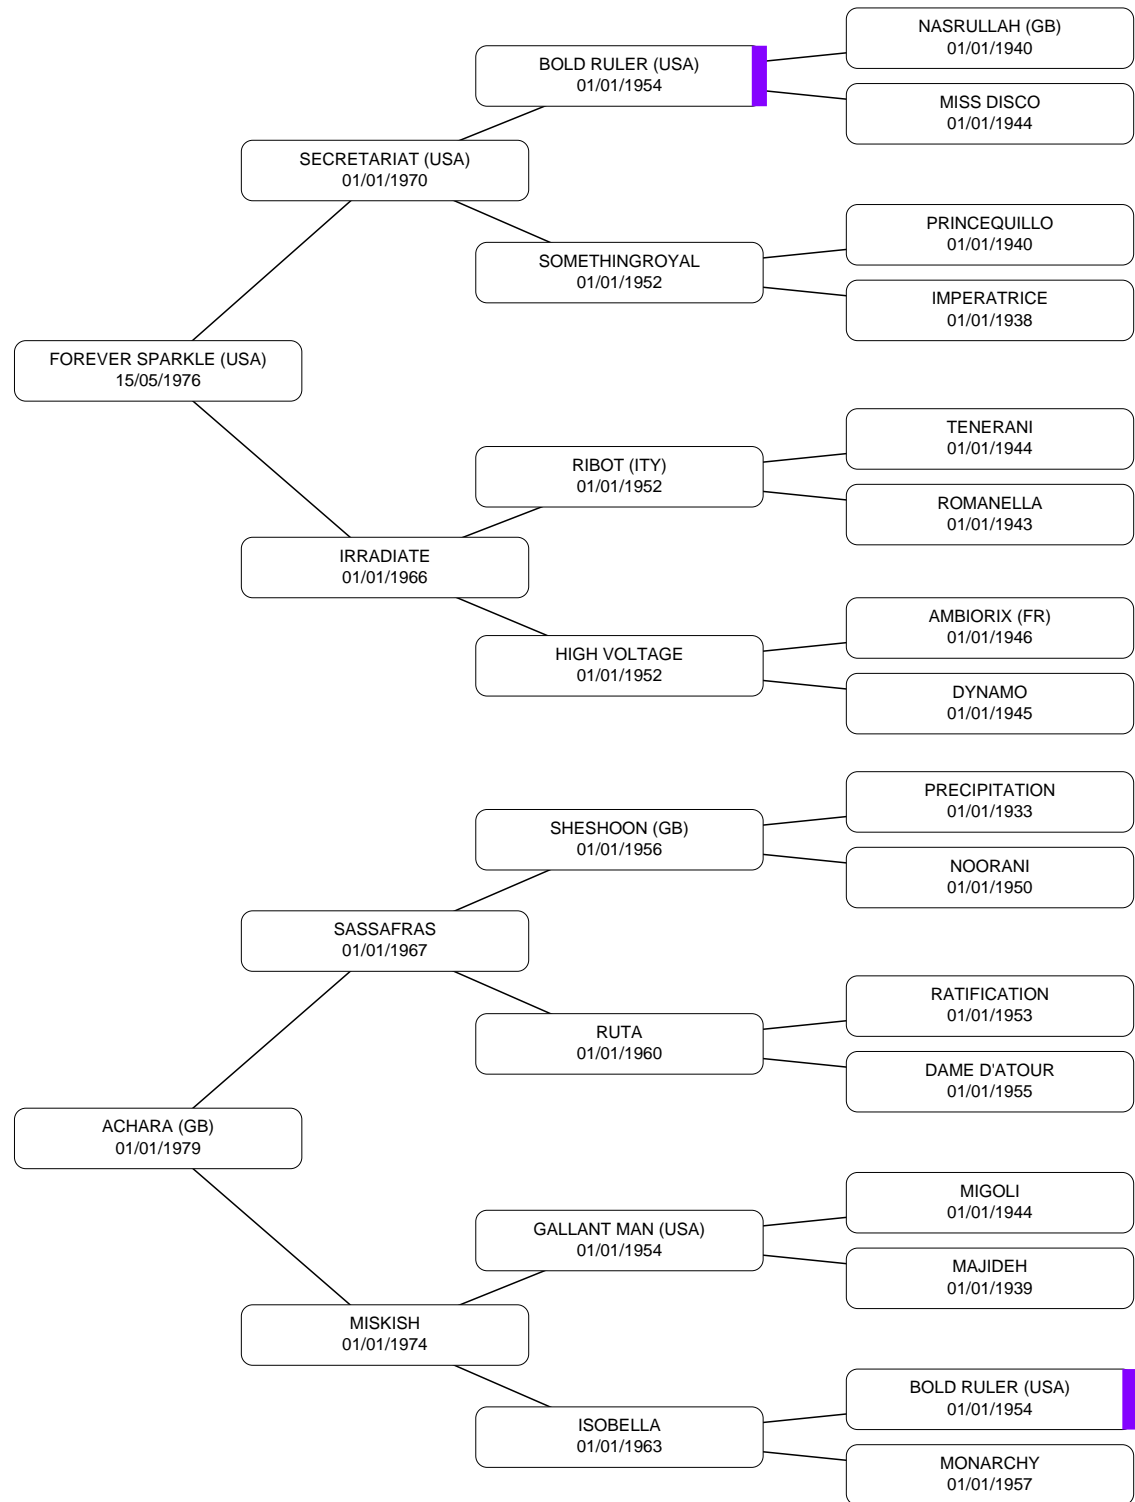 NASRULLAH (GB)
01/01/1940
BOLD RULER (USA)
01/01/1954
MISS DISCO
01/01/1944
SECRETARIAT (USA)
01/01/1970
PRINCEQUILLO
01/01/1940
SOMETHINGROYAL
01/01/1952
IMPERATRICE
01/01/1938
FOREVER SPARKLE (USA)
15/05/1976
TENERANI
01/01/1944
RIBOT (ITY)
01/01/1952
ROMANELLA
01/01/1943
IRRADIATE
01/01/1966
AMBIORIX (FR)
01/01/1946
HIGH VOLTAGE
01/01/1952
DYNAMO
01/01/1945
PRECIPITATION
01/01/1933
SHESHOON (GB)
01/01/1956
NOORANI
01/01/1950
SASSAFRAS
01/01/1967
RATIFICATION
01/01/1953
RUTA
01/01/1960
DAME D'ATOUR
01/01/1955
ACHARA (GB)
01/01/1979
MIGOLI
01/01/1944
GALLANT MAN (USA)
01/01/1954
MAJIDEH
01/01/1939
MISKISH
01/01/1974
BOLD RULER (USA)
01/01/1954
ISOBELLA
01/01/1963
MONARCHY
01/01/1957